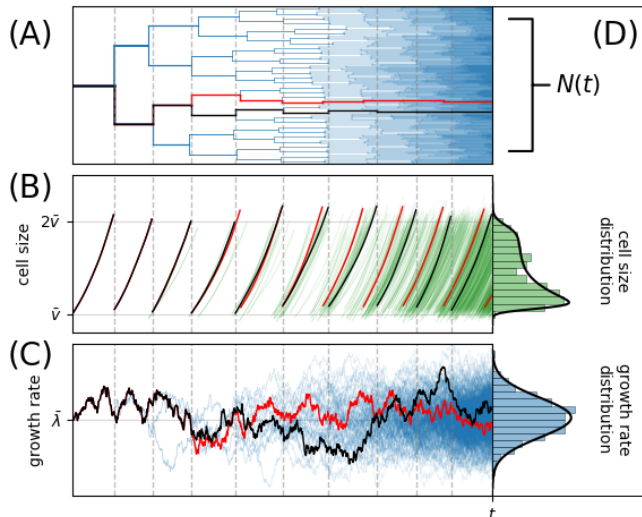 (A)
(D)
N(t)
(B)
2v̄
cell size
v̄
cell size
distribution
(C)
growth rate
λ̄
growth rate
distribution
t